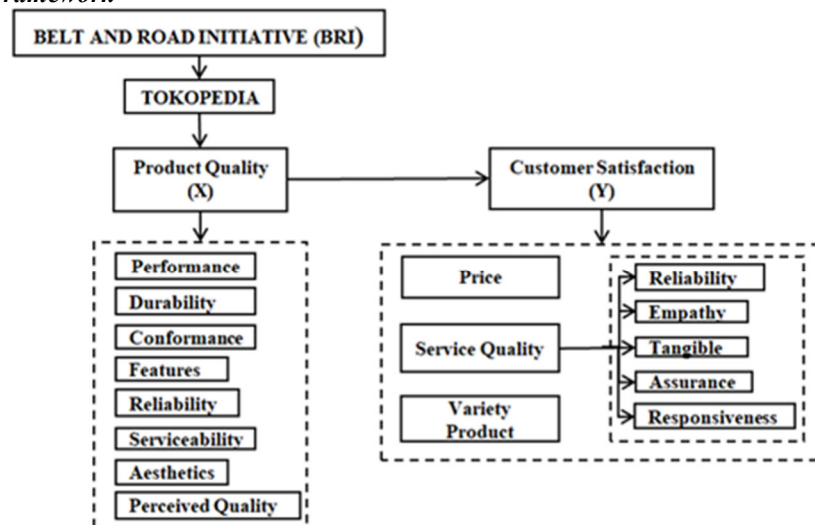 framework
BELT AND ROAD INITIATIVE (BRI)
TOKOPEDIA
Product Quality
(X)
Customer Satisfaction
(Y)
Performance
Durability
Conformance
Features
Reliability
Serviceability
Aesthetics
Perceived Quality
Price
Service Quality
Variety
Product
Reliability
Empathy
Tangible
Assurance
Responsiveness